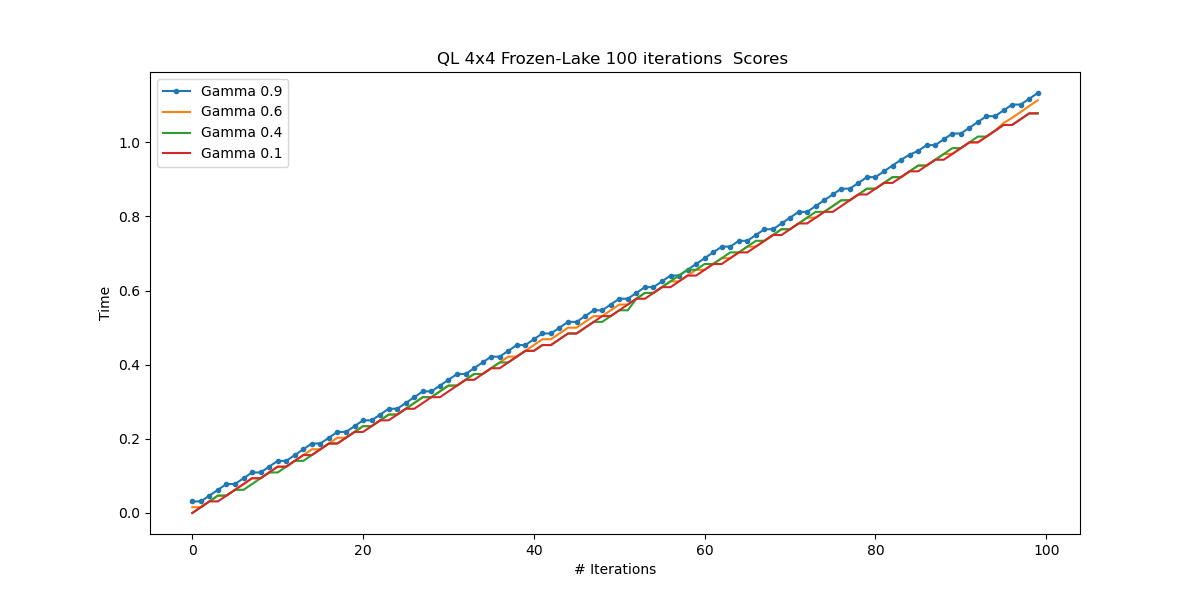 QL 4x4 Frozen-Lake 100 iterations  Scores
Gamma 0.9
Gamma 0.6
Gamma 0.4
Gamma 0.1
Time
1.0
0.8
0.6
0.4
0.2
0.0
0 20 40 60 80 100
# Iterations